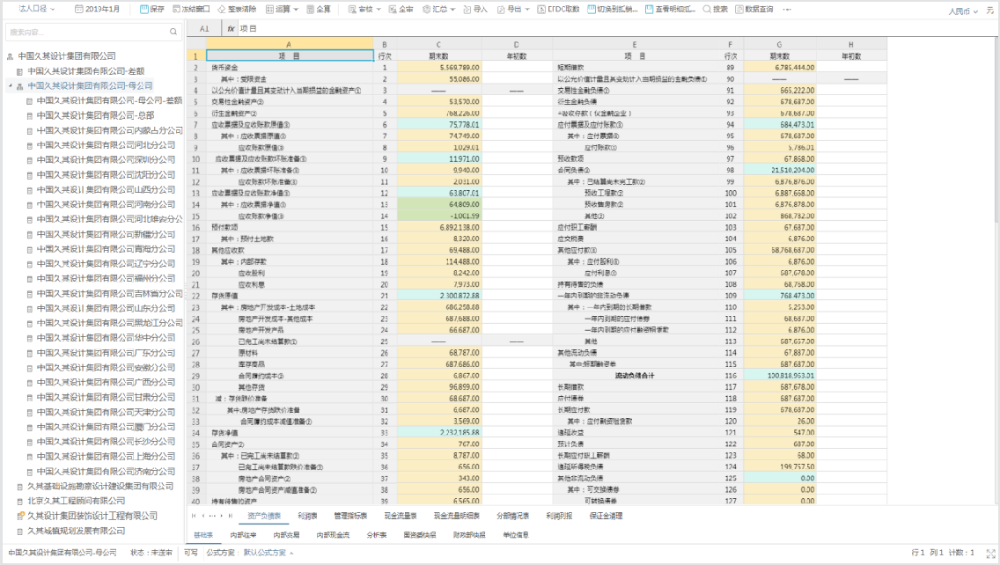 法人口径 2019年1月 保存 冻结窗口 整表清除 运算 全算 审核 全审 汇总 导入 导出 EFDC取数 切换到抵销... 查看明细汇... 搜索 数据查询 ... 人民币 元
搜索内容...
A1 fx 项目
中国久其设计集团有限公司
中国久其设计集团有限公司-差额
中国久其设计集团有限公司-母公司
中国久其设计集团有限公司-母公司-差额
中国久其设计集团有限公司-总部
中国久其设计集团有限公司内蒙古分公司
中国久其设计集团有限公司河北分公司
中国久其设计集团有限公司深圳分公司
中国久其设计集团有限公司沈阳分公司
中国久其设计集团有限公司山西分公司
中国久其设计集团有限公司河南分公司
中国久其设计集团有限公司河北雄安分公
中国久其设计集团有限公司新疆分公司
中国久其设计集团有限公司青海分公司
中国久其设计集团有限公司辽宁分公司
中国久其设计集团有限公司福州分公司
中国久其设计集团有限公司吉林省分公司
中国久其设计集团有限公司山东分公司
中国久其设计集团有限公司黑龙江分公司
中国久其设计集团有限公司华中分公司
中国久其设计集团有限公司广东分公司
中国久其设计集团有限公司安徽分公司
中国久其设计集团有限公司广西分公司
中国久其设计集团有限公司甘肃分公司
中国久其设计集团有限公司天津分公司
中国久其设计集团有限公司厦门分公司
中国久其设计集团有限公司长沙分公司
中国久其设计集团有限公司上海分公司
中国久其设计集团有限公司济南分公司
久其基础设施勘察设计建设集团有限公司
北京久其工程顾问有限公司
久其设计集团装饰设计工程有限公司
久其城镇规划发展有限公司
A B C D E F G H
1 项 目 行次 期末数 年初数 项 目 行次 期末数 年初数
2 货币资金 1 5,569,789.00 短期借款 89 6,785,444.00
3 其中：受限资金 2 55,086.00 以公允价值计量且其变动计入当期损益的金融负债① 90 —— ——
4 以公允价值计量且其变动计入当期损益的金融资产① 3 —— —— 交易性金融负债② 91 665,222.00
5 交易性金融资产② 4 53,570.00 衍生金融负债 92 678,687.00
6 衍生金融资产② 5 768,226.00 吸收存款（仅金融企业） 93 678,687.00
7 应收票据及应收账款原值③ 6 75,778.01 应付票据及应付账款③ 94 684,473.01
8 其中：应收票据原值③ 7 74,749.00 其中：应付票据④ 95 678,687.00
9 应收账款原值③ 8 1,029.01 应付账款① 96 5,786.01
10 应收票据及应收账款坏账准备③ 9 11,971.00 预收款项 97 67,868.00
11 其中：应收票据坏账准备③ 10 9,940.00 合同负债② 98 21,510,204.00
12 应收账款坏账准备③ 11 2,031.00 其中：已结算尚未完工款② 99 6,876,876.00
13 应收票据及应收账款净值③ 12 63,807.01 预收工程款② 100 6,887,668.00
14 其中：应收票据净值③ 13 64,809.00 预收售房款② 101 6,876,878.00
15 应收账款净值③ 14 -1,001.99 其他② 102 868,782.00
16 预付款项 15 6,892,138.00 应付职工薪酬 103 67,687.00
17 其中：预付土地款 16 8,320.00 应交税费 104 6,876.00
18 其他应收款 17 69,488.00 其他应付款③ 105 68,768,687.00
19 其中：内部存款 18 114,488.00 其中：应付股利③ 106 6,876.00
20 应收股利 19 8,242.00 应付利息① 107 687,678.00
21 应收利息 20 7,973.00 持有待售的负债 108 68,768.00
22 存货原值 21 2,300,872.88 一年内到期的非流动负债 109 768,473.00
23 其中：房地产开发成本-土地成本 22 686,258.88 其中：一年内到期的长期借款 110 5,253.00
24 房地产开发成本-其他成本 23 687,688.00 一年内到期的应付债券 111 68,687.00
25 房地产开发产品 24 66,687.00 一年内到期的应付融资租赁款 112 6,876.00
26 已完工尚未结算款① 25 —— —— 其他 113 687,657.00
27 原材料 26 68,787.00 其他流动负债 114 67,887.00
28 库存商品 27 687,686.00 其中:短期融资券 115 687,687.00
29 合同履约成本② 28 6,867.00 流动负债合计 116 100,818,963.01
30 其他存货 29 96,899.00 长期借款 117 687,678.00
31 减：存货跌价准备 30 68,687.00 应付债券 118 687,687.00
32 其中:房地产存货跌价准备 31 6,687.00 长期应付款 119 678,687.00
33 合同履约成本减值准备② 32 3,569.00 其中：应付融资租赁款 120 26.00
34 存货净值 33 2,232,185.88 递延收益 121 547.00
35 合同资产② 34 767.00 预计负债 122 687.00
36 其中：已完工尚未结算款② 35 8,787.00 长期应付职工薪酬 123 68.00
37 已完工尚未结算款跌价准备② 36 656.00 递延所得税负债 124 199,757.50
38 房地产合同资产② 37 343.00 其他非流动负债 125 0.00
39 房地产合同资产减值准备② 38 656.00 其中：可交换债券 126 0.00
40 持有待售的资产 39 6,565.00 可转换债券 127 0.00
资产负债表 利润表 管理指标表 现金流量表 现金流量明细表 分部情况表 利润列报 保证金清理
基础表 内部往来 内部交易 内部现金流 分析表 国资委快报 财政部快报 单位信息
中国久其设计集团有限公司-母公司 状态：未送审 可写 公式方案： 默认公式方案 行1 列1 计数：1